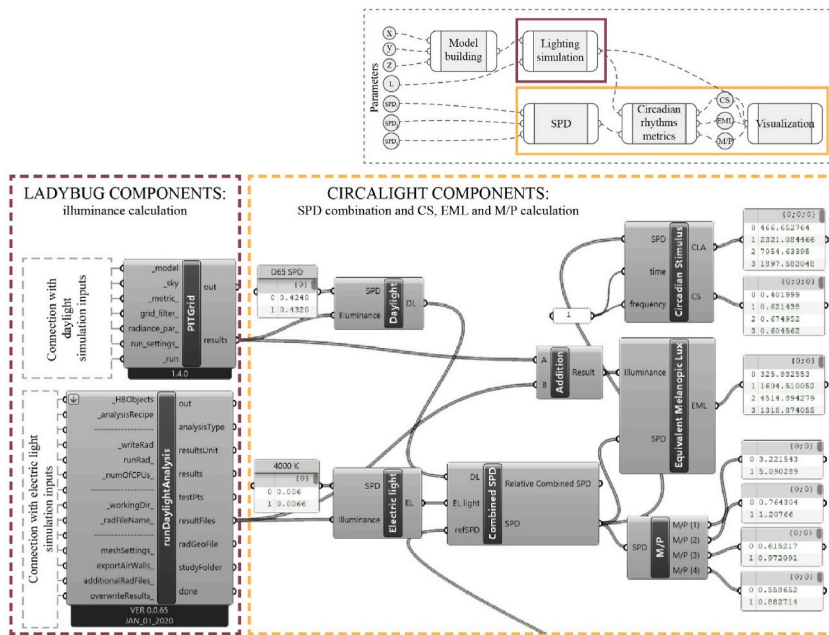 Parameters
X
Y
Z
L
SPD
SPD
SPD
Model
building
Lighting
simulation
SPD
Circadian
rhythms
metrics
CS
EML
M/P
Visualization
LADYBUG COMPONENTS:
illuminance calculation
CIRCALIGHT COMPONENTS:
SPD combination and CS, EML and M/P calculation
Connection with
daylight
simulation inputs
_model
_sky
_metric_
grid_filter_
radiance_par_
run_settings_
_run
PITGrid
out
results
1.4.0
Connection with electric light
simulation inputs
_HBObjects
_analysisRecipe
_writeRad
runRad_
_numOfCPUs_
_workingDir_
_radFileName_
meshSettings_
exportAirWalls_
additionalRadFiles_
overwriteResults_
runDaylightAnalysis
out
analysisType
resultsUnit
results
testPts
resultFiles
radGeoFile
studyFolder
done
VER 0.0.65
JAN_01_2020
D65 SPD
{0}
0 0.4240
1 0.4320
SPD
Illuminance
Daylight
DL
4000 K
{0}
0 0.006
1 0.0066
SPD
Illuminance
Electric light
EL
A
B
Addition
Result
DL
EL light
refSPD
Combined SPD
Relative Combined SPD
SPD
1
SPD
time
frequency
Circadian Stimulus
CLA
CS
{0;0;0}
0 466.652764
1 2321.084466
2 7054.63395
3 1897.582048
{0;0}
0 0.401999
1 0.621438
2 0.674952
3 0.604562
Illuminance
SPD
Equivalent Melanopic Lux
EML
{0;0}
0 325.882553
1 1604.510052
2 4514.894279
1 1318.874055
SPD
M/P
M/P (1)
M/P (2)
M/P (3)
M/P (4)
{0;0}
0 3.221543
1 5.090289
{0;0}
0 0.764304
1 1.20766
{0;0}
0 0.615217
1 0.972091
{0;0}
0 0.558652
1 0.882714